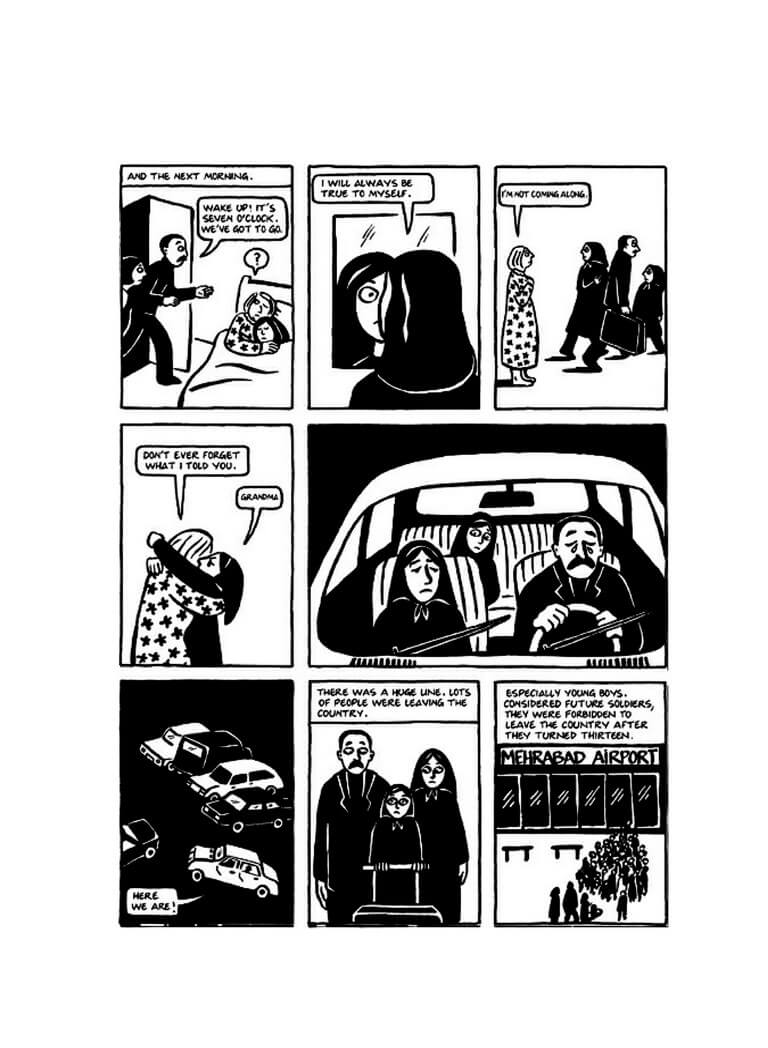 AND THE NEXT MORNING.
WAKE UP! IT'S
SEVEN O'CLOCK.
WE'VE GOT TO GO.
?
I WILL ALWAYS BE
TRUE TO MYSELF.
I'M NOT COMING ALONG.
DON'T EVER FORGET
WHAT I TOLD YOU.
GRANDMA
HERE
WE ARE!
THERE WAS A HUGE LINE. LOTS
OF PEOPLE WERE LEAVING THE
COUNTRY.
ESPECIALLY YOUNG BOYS.
CONSIDERED FUTURE SOLDIERS,
THEY WERE FORBIDDEN TO
LEAVE THE COUNTRY AFTER
THEY TURNED THIRTEEN.
MEHRABAD AIRPORT